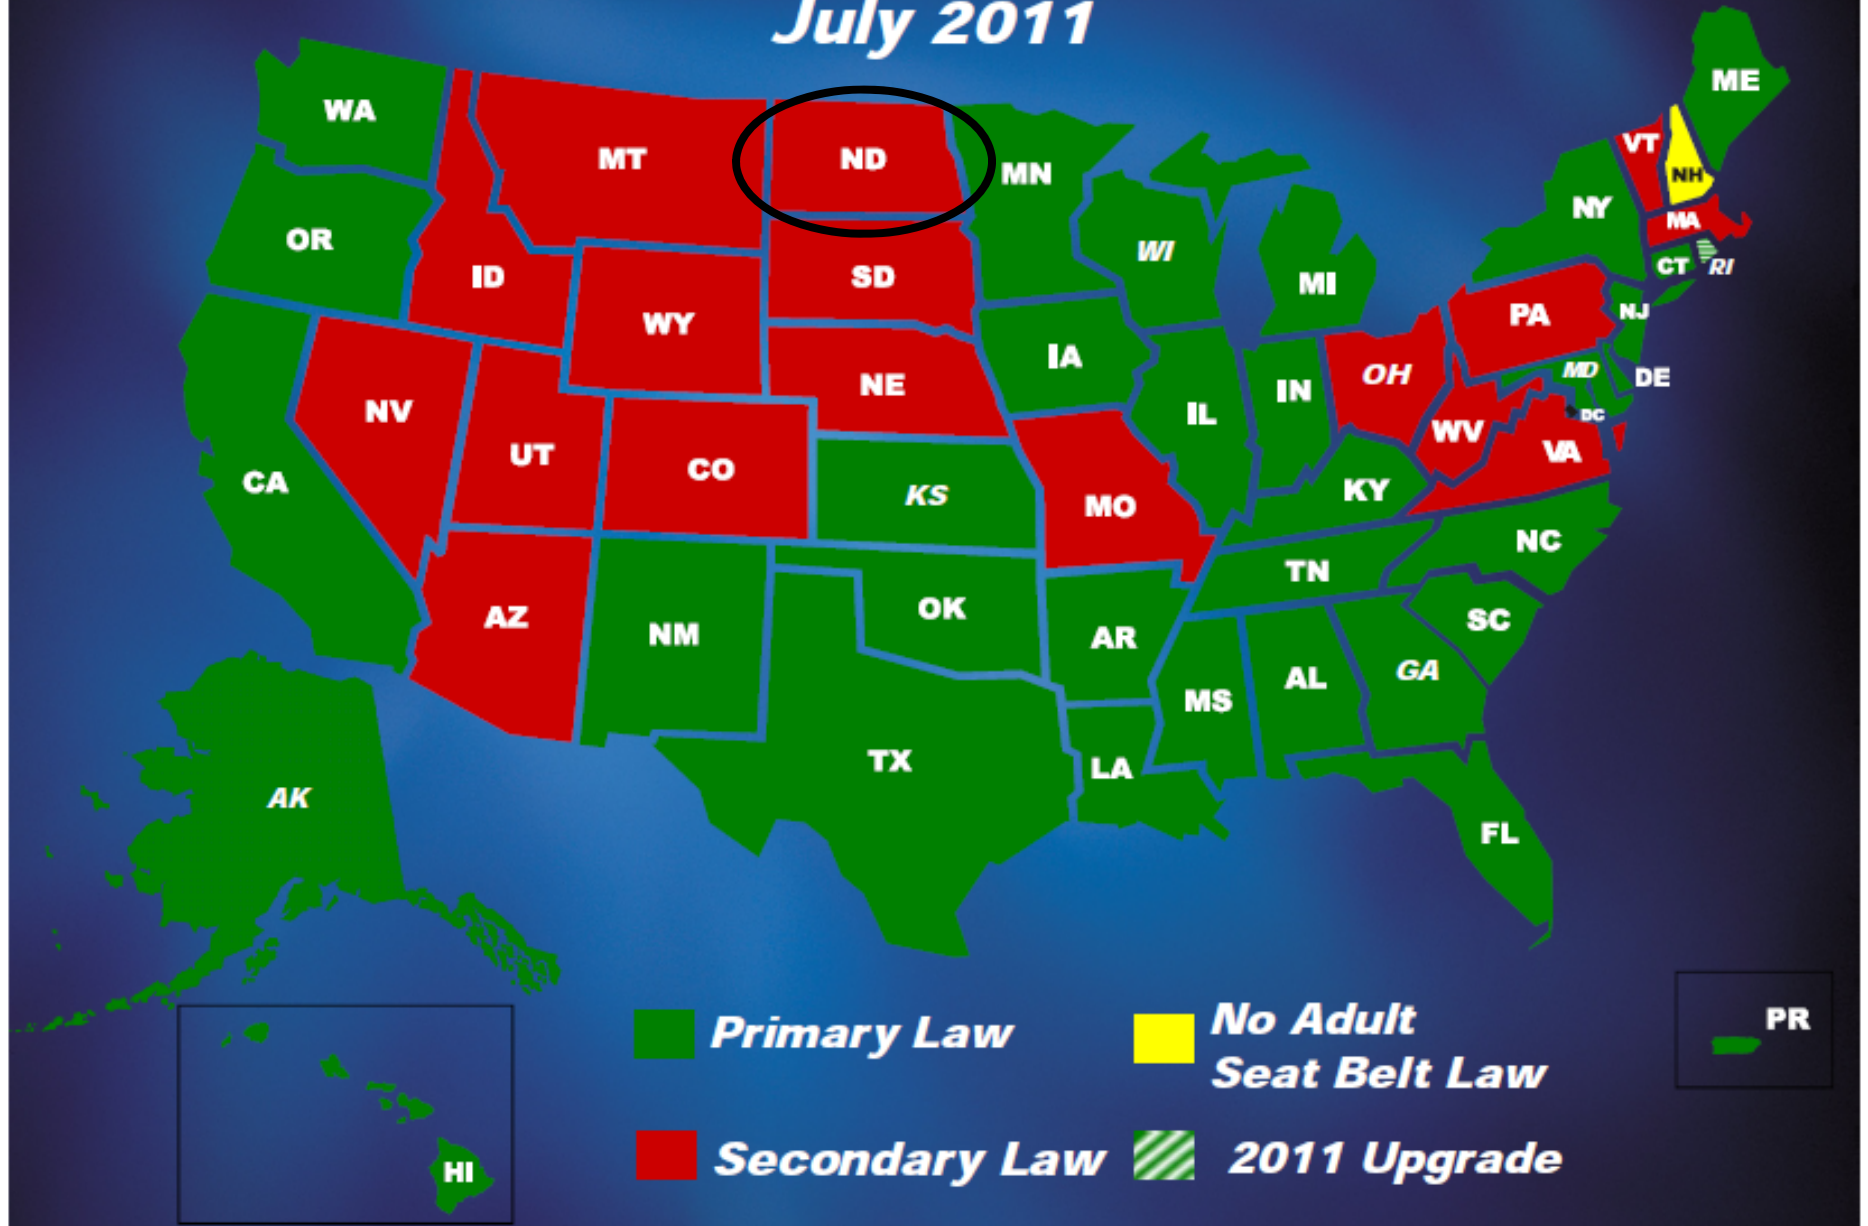 July 2011
ME
WA
VT
MT
ND
MN
NH
NY
MA
OR
WI
CT
RI
ID
SD
MI
WY
PA
NJ
IA
OH
MD
DE
NE
IN
NV
IL
DC
WV
UT
CO
VA
CA
KS
KY
MO
NC
TN
AZ
OK
NM
AR
SC
AL
GA
MS
TX
LA
AK
FL
Primary Law
No Adult
Seat Belt Law
PR
Secondary Law
2011 Upgrade
HI